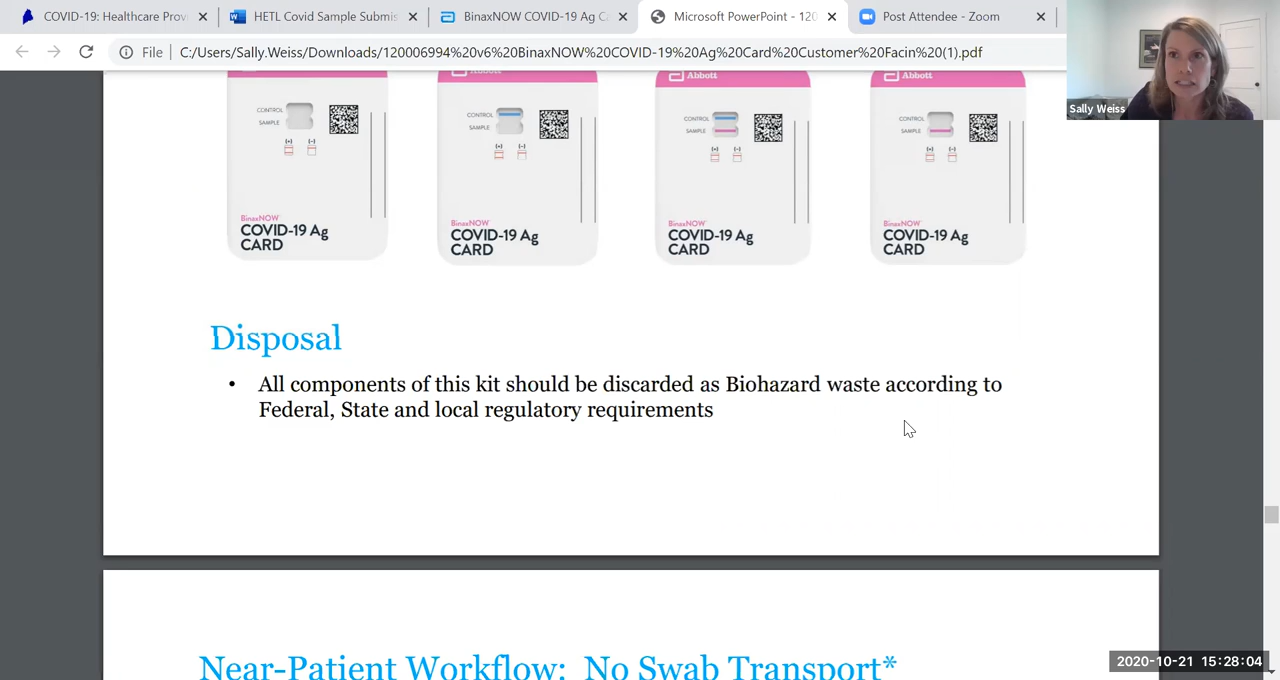 COVID-19: Healthcare Prov
HETL Covid Sample Submis
BinaxNOW COVID-19 Ag C
Microsoft PowerPoint - 120
Post Attendee - Zoom
File
C:/Users/Sally.Weiss/Downloads/120006994%20v6%20BinaxNOW%20COVID-19%20Ag%20Card%20Customer%20Facin%20(1).pdf
Sally Weiss
Abbott
Abbott
Abbott
CONTROL
SAMPLE
CONTROL
SAMPLE
CONTROL
SAMPLE
CONTROL
SAMPLE
BinaxNOW
COVID-19 Ag
CARD
BinaxNOW
COVID-19 Ag
CARD
BinaxNOW
COVID-19 Ag
CARD
BinaxNOW
COVID-19 Ag
CARD
Disposal
• All components of this kit should be discarded as Biohazard waste according to
Federal, State and local regulatory requirements
Near-Patient Workflow: No Swab Transport*
2020-10-21 15:28:04